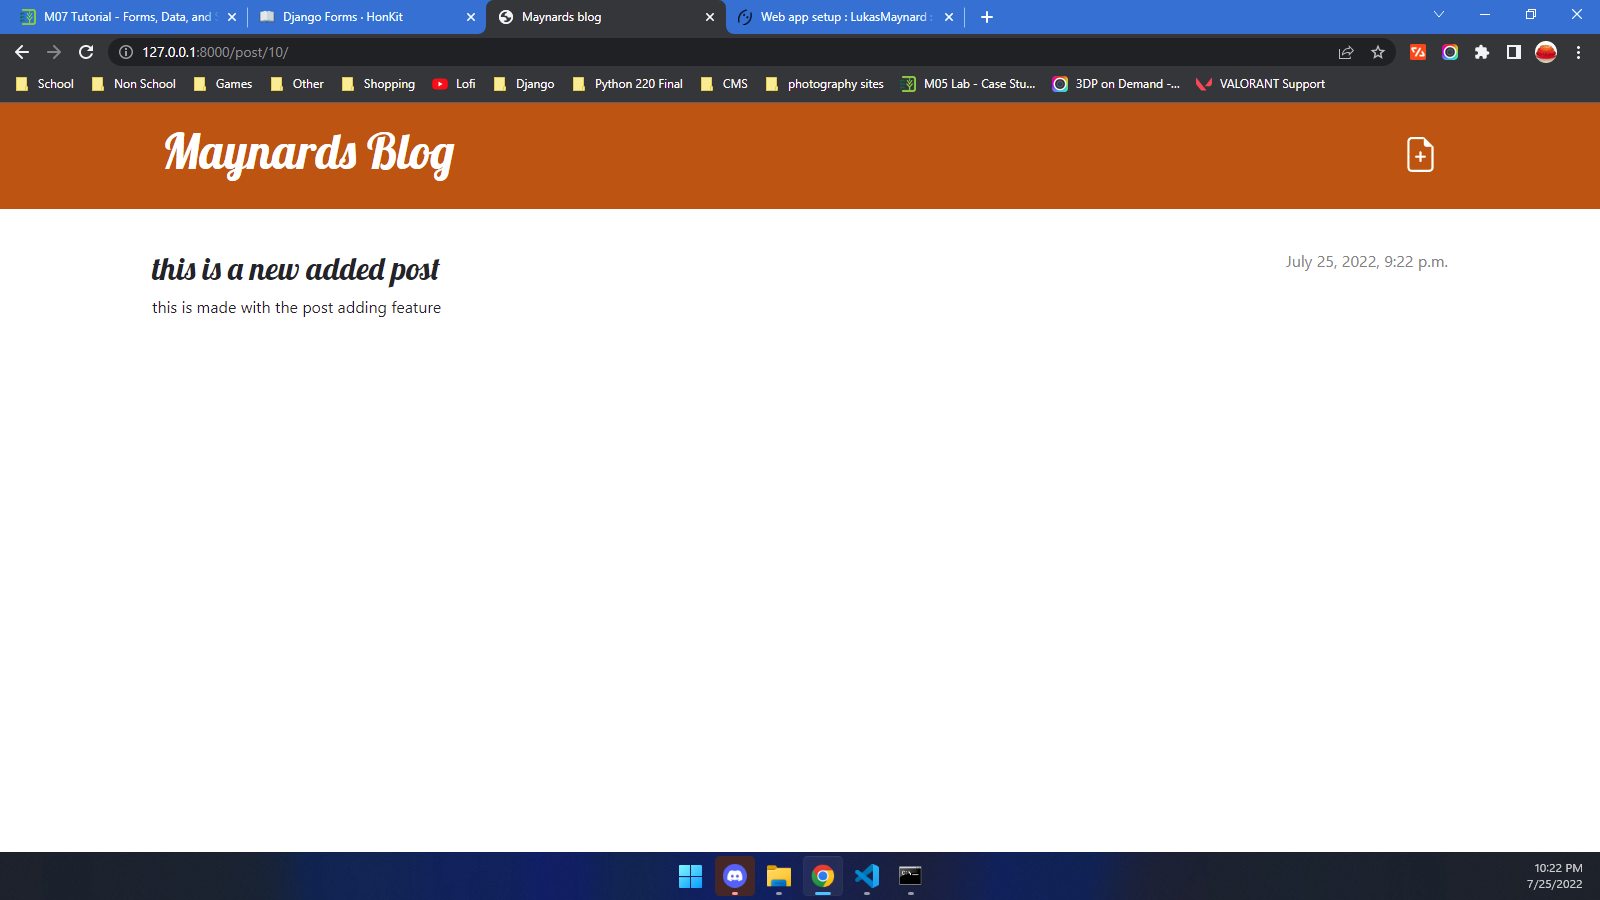 M07 Tutorial - Forms, Data, and
Django Forms · HonKit
Maynards blog
Web app setup : LukasMaynard
127.0.0.1:8000/post/10/
School
Non School
Games
Other
Shopping
Lofi
Django
Python 220 Final
CMS
photography sites
M05 Lab - Case Stu...
3DP on Demand -...
VALORANT Support
Maynards Blog
this is a new added post
July 25, 2022, 9:22 p.m.
this is made with the post adding feature
10:22 PM
7/25/2022